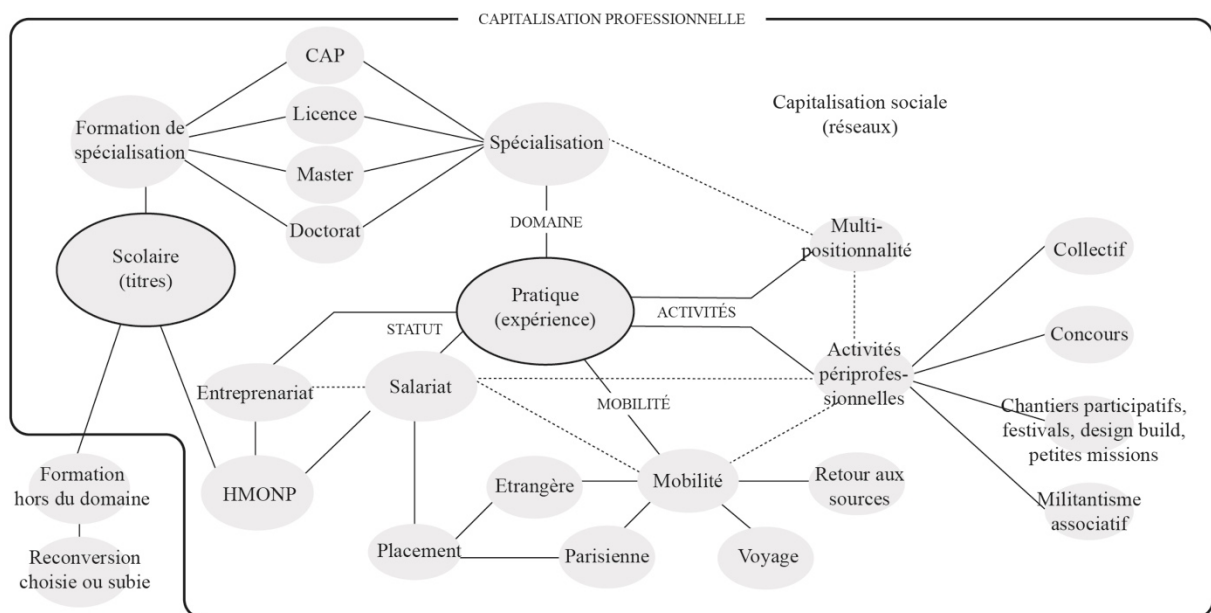 CAPITALISATION PROFESSIONNELLE
CAP
Licence
Master
Doctorat
Formation de
spécialisation
Spécialisation
Capitalisation sociale
(réseaux)
Scolaire
(titres)
DOMAINE
Pratique
(expérience)
STATUT
ACTIVITÉS
MOBILITÉ
Multi-
positionnalité
Collectif
Concours
Activités
périprofes-
sionnelles
Chantiers participatifs,
festivals, design build,
petites missions
Militantisme
associatif
Entreprenariat
Salariat
HMONP
Formation
hors du domaine
Reconversion
choisie ou subie
Etrangère
Mobilité
Retour aux
sources
Placement
Parisienne
Voyage